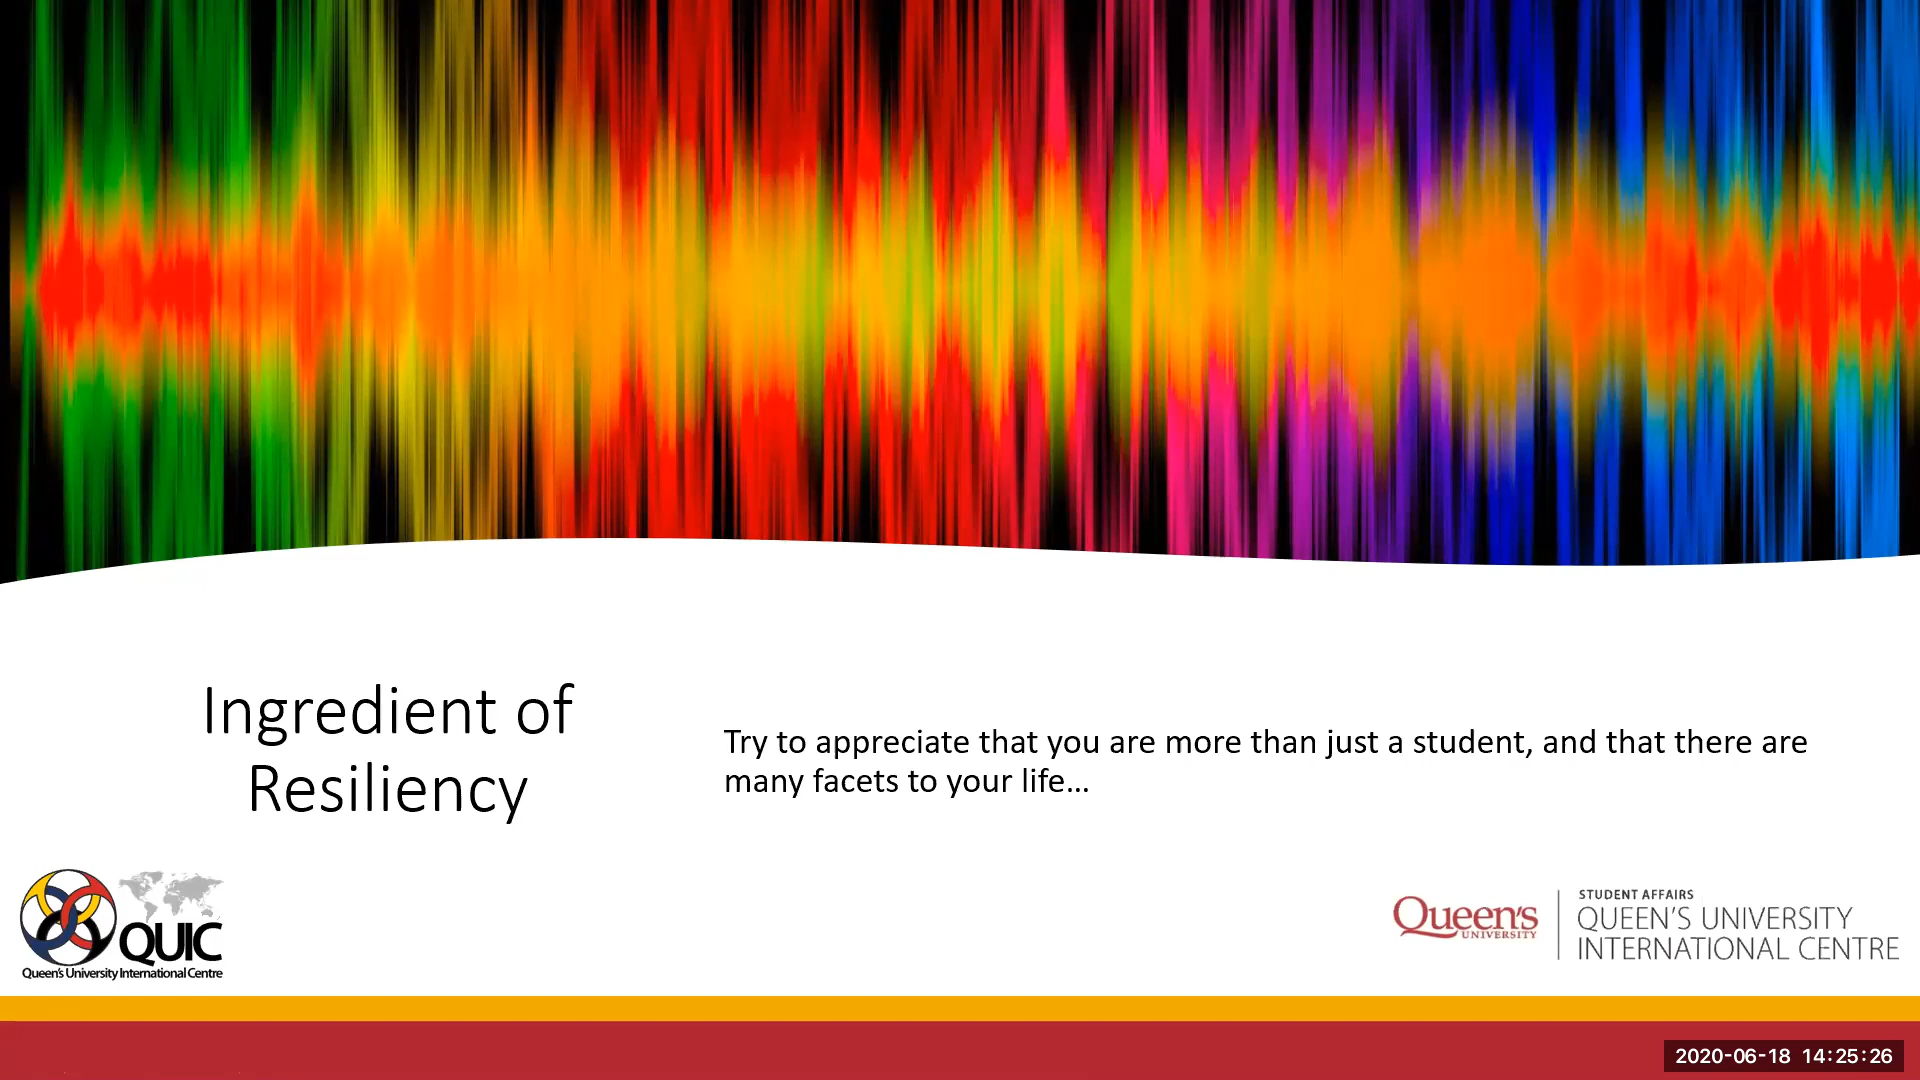 Ingredient of
Resiliency
Try to appreciate that you are more than just a student, and that there are
many facets to your life...
QUIC
Queen's University International Centre
Queen's
UNIVERSITY
STUDENT AFFAIRS
QUEEN'S UNIVERSITY
INTERNATIONAL CENTRE
2020-06-18 14:25:26